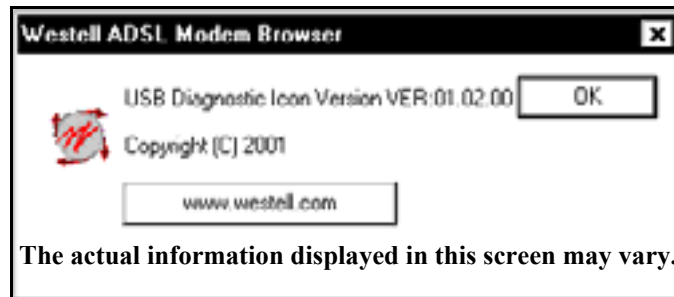 Westell ADSL Modem Browser
USB Diagnostic Icon Version VER:01.02.00 OK
Copyright (C) 2001
www.westell.com
The actual information displayed in this screen may vary.